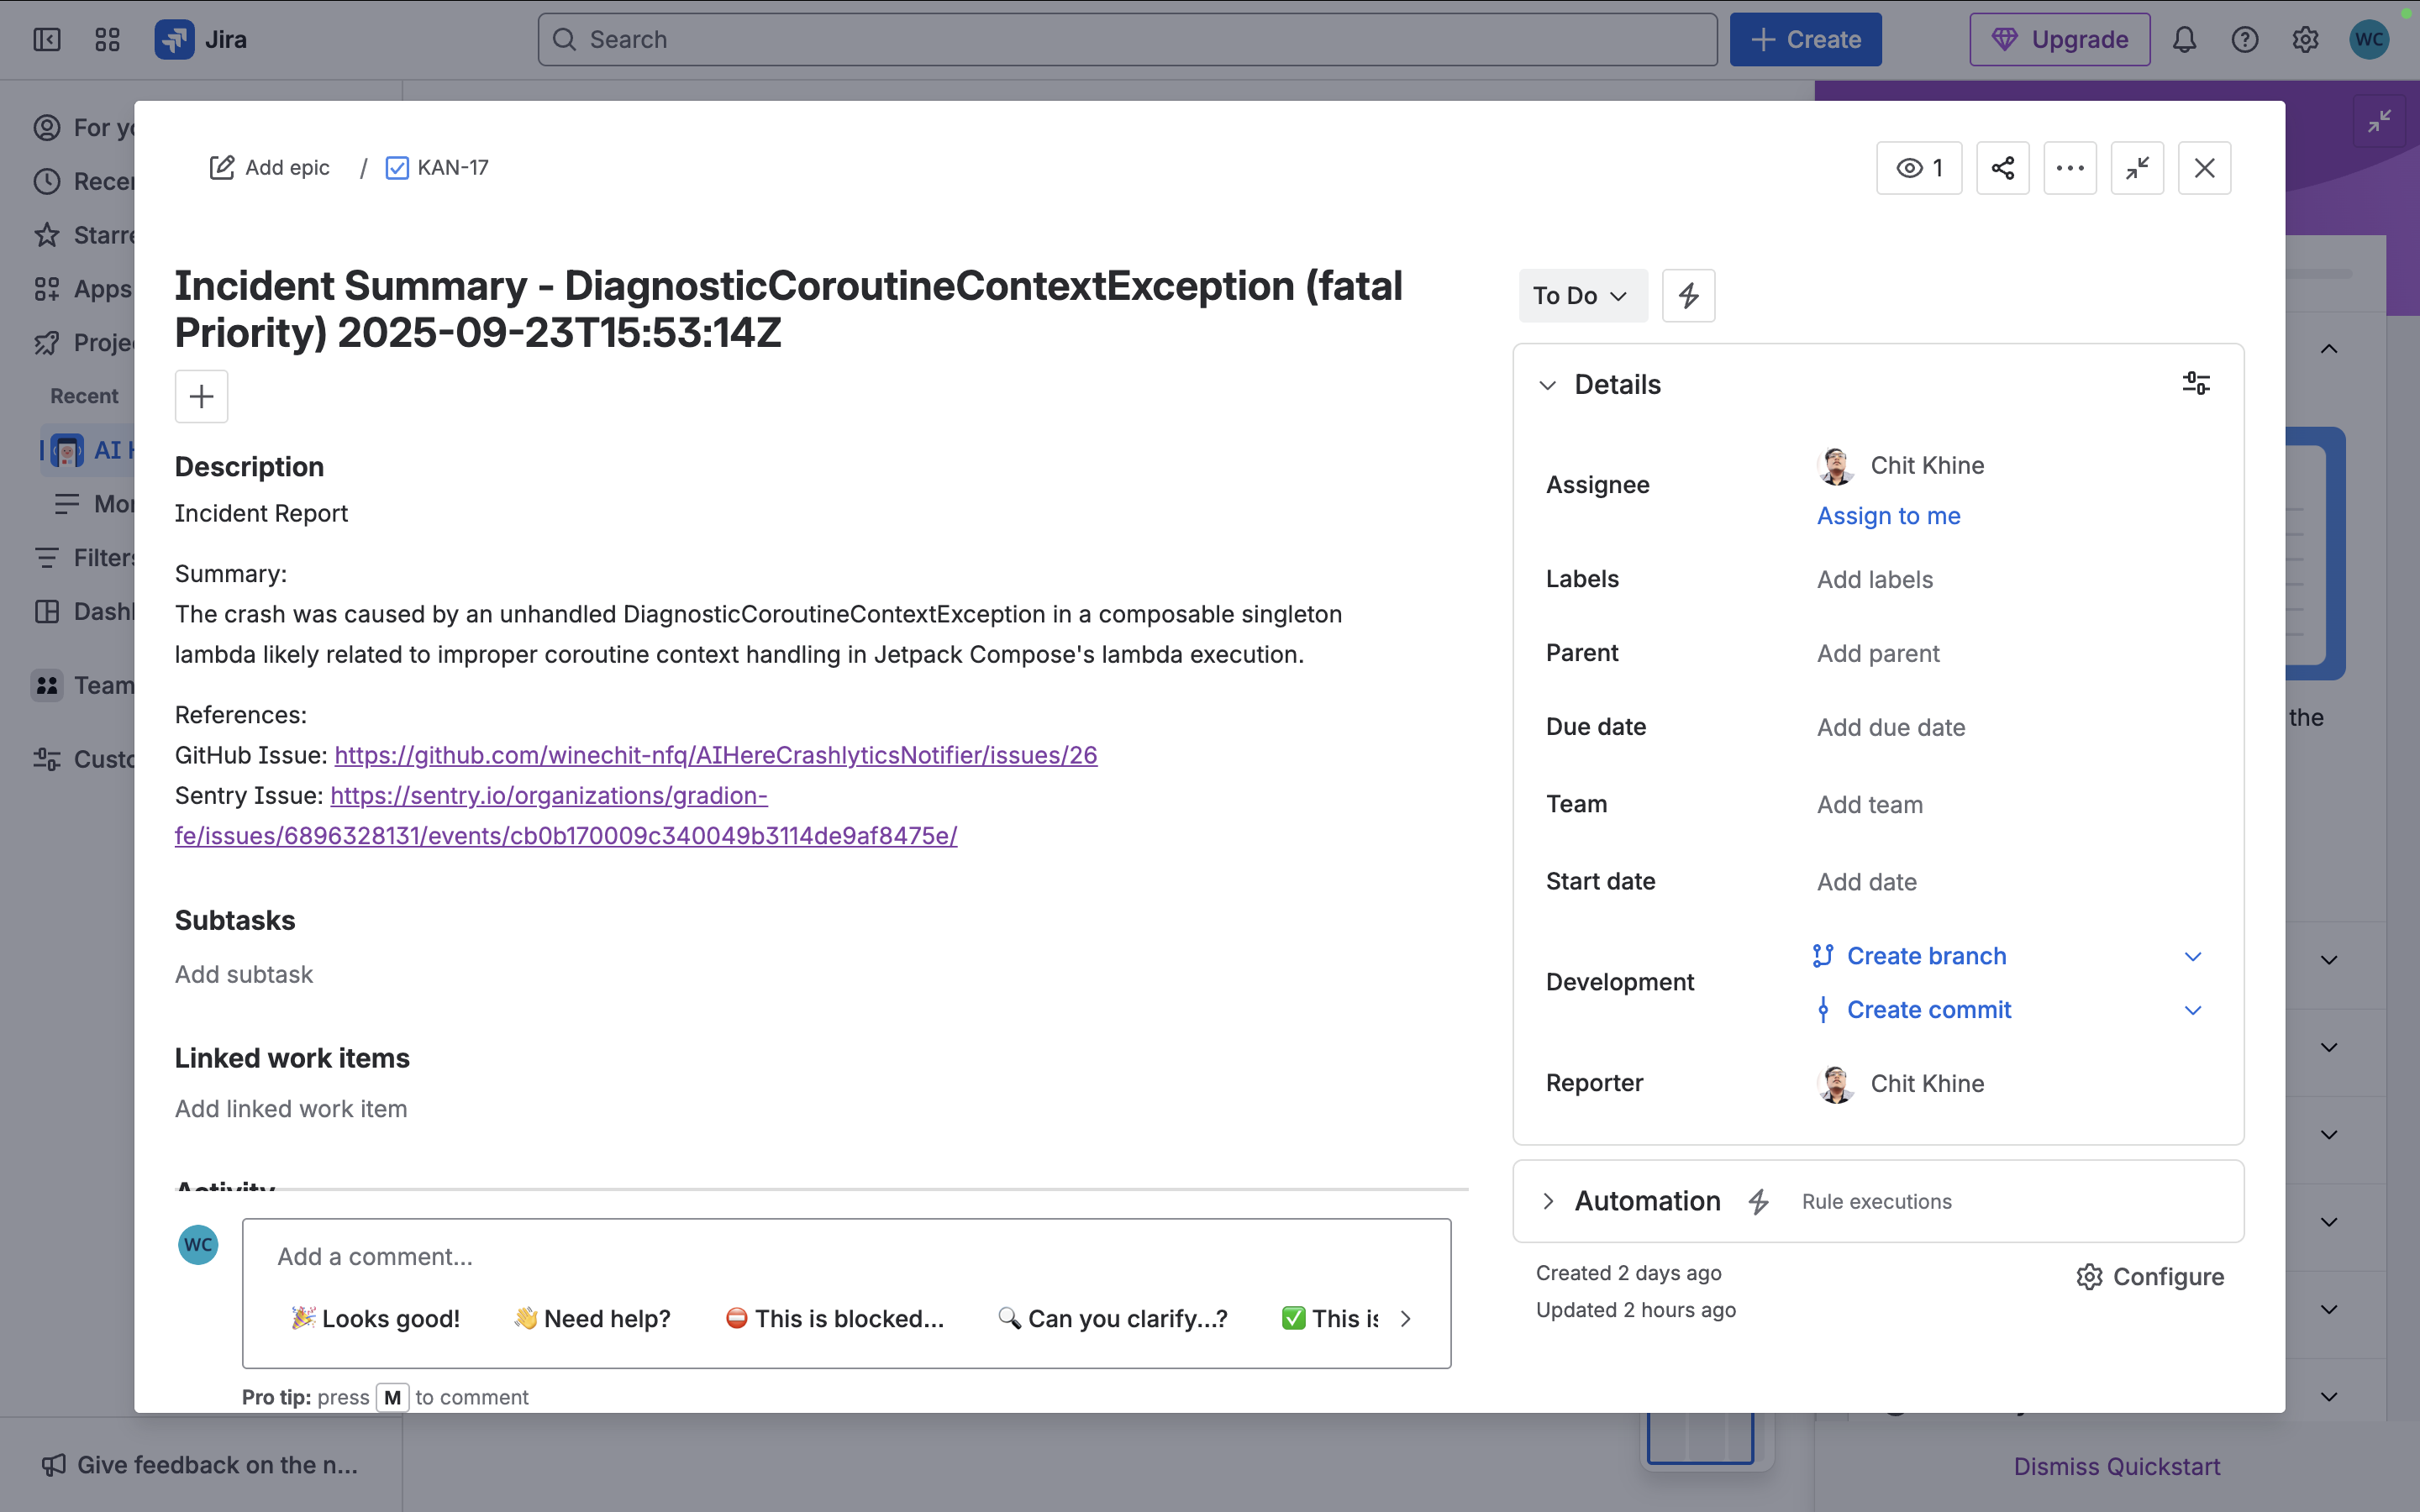 Jira
Search
Create
Upgrade
WC
For yo
Recen
Starre
Apps
Projec
Recent
AI H
Mor
Filters
Dashb
Team
Custo
Give feedback on the n...
Add epic / KAN-17
1
Incident Summary - DiagnosticCoroutineContextException (fatal
Priority) 2025-09-23T15:53:14Z
Description
Incident Report
Summary:
The crash was caused by an unhandled DiagnosticCoroutineContextException in a composable singleton
lambda likely related to improper coroutine context handling in Jetpack Compose's lambda execution.
References:
GitHub Issue: https://github.com/winechit-nfq/AIHereCrashlyticsNotifier/issues/26
Sentry Issue: https://sentry.io/organizations/gradion-
fe/issues/6896328131/events/cb0b170009c340049b3114de9af8475e/
Subtasks
Add subtask
Linked work items
Add linked work item
Activity
WC
Add a comment...
🎉 Looks good! 👋 Need help? ⛔ This is blocked... 🔍 Can you clarify...? ✅ This is
Pro tip: press M to comment
To Do
Details
Assignee
Chit Khine
Assign to me
Labels
Add labels
Parent
Add parent
Due date
Add due date
Team
Add team
Start date
Add date
Development
Create branch
Create commit
Reporter
Chit Khine
Automation
Rule executions
Created 2 days ago
Updated 2 hours ago
Configure
the
Dismiss Quickstart